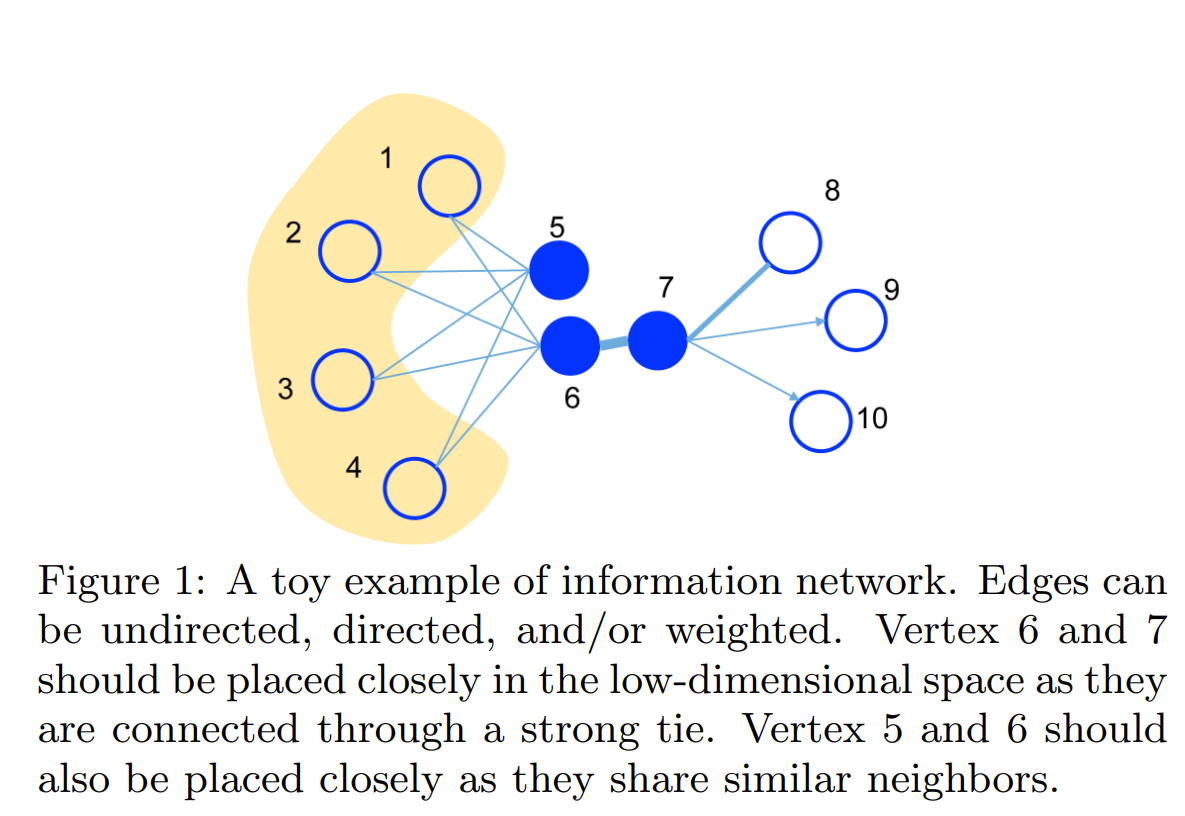 1
8
2
5
7
9
3
6
10
4
Figure 1: A toy example of information network. Edges can
be undirected, directed, and/or weighted. Vertex 6 and 7
should be placed closely in the low-dimensional space as they
are connected through a strong tie. Vertex 5 and 6 should
also be placed closely as they share similar neighbors.